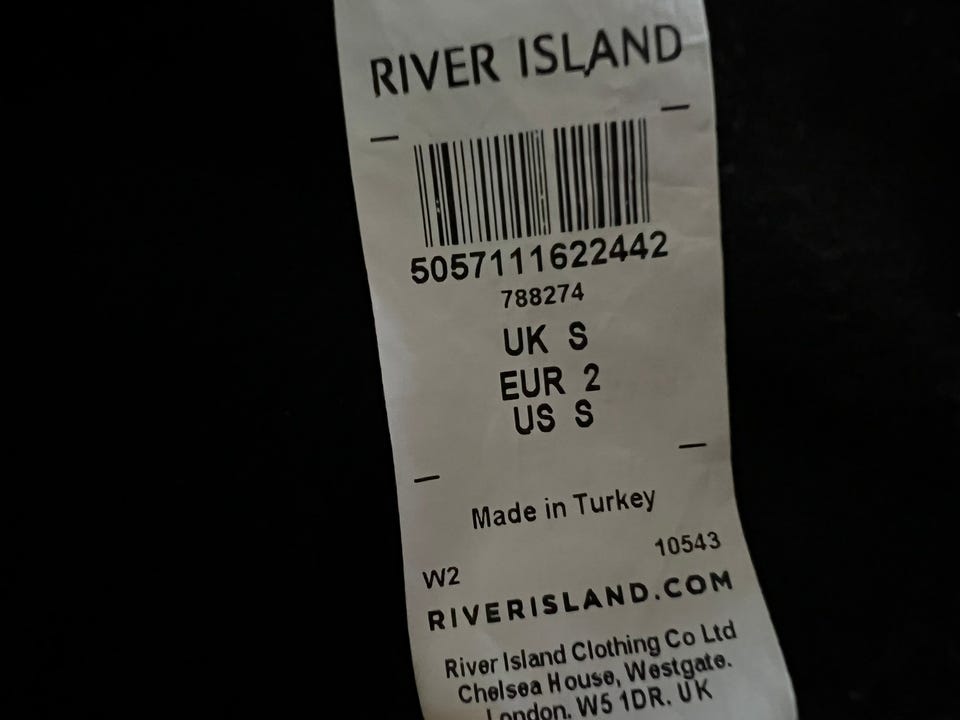 RIVER ISLAND
5057111622442
788274
UK S
EUR 2
US S
Made in Turkey
W2 10543
RIVERISLAND.COM
River Island Clothing Co Ltd
Chelsea House, Westgate.
London. W5 1DR. UK